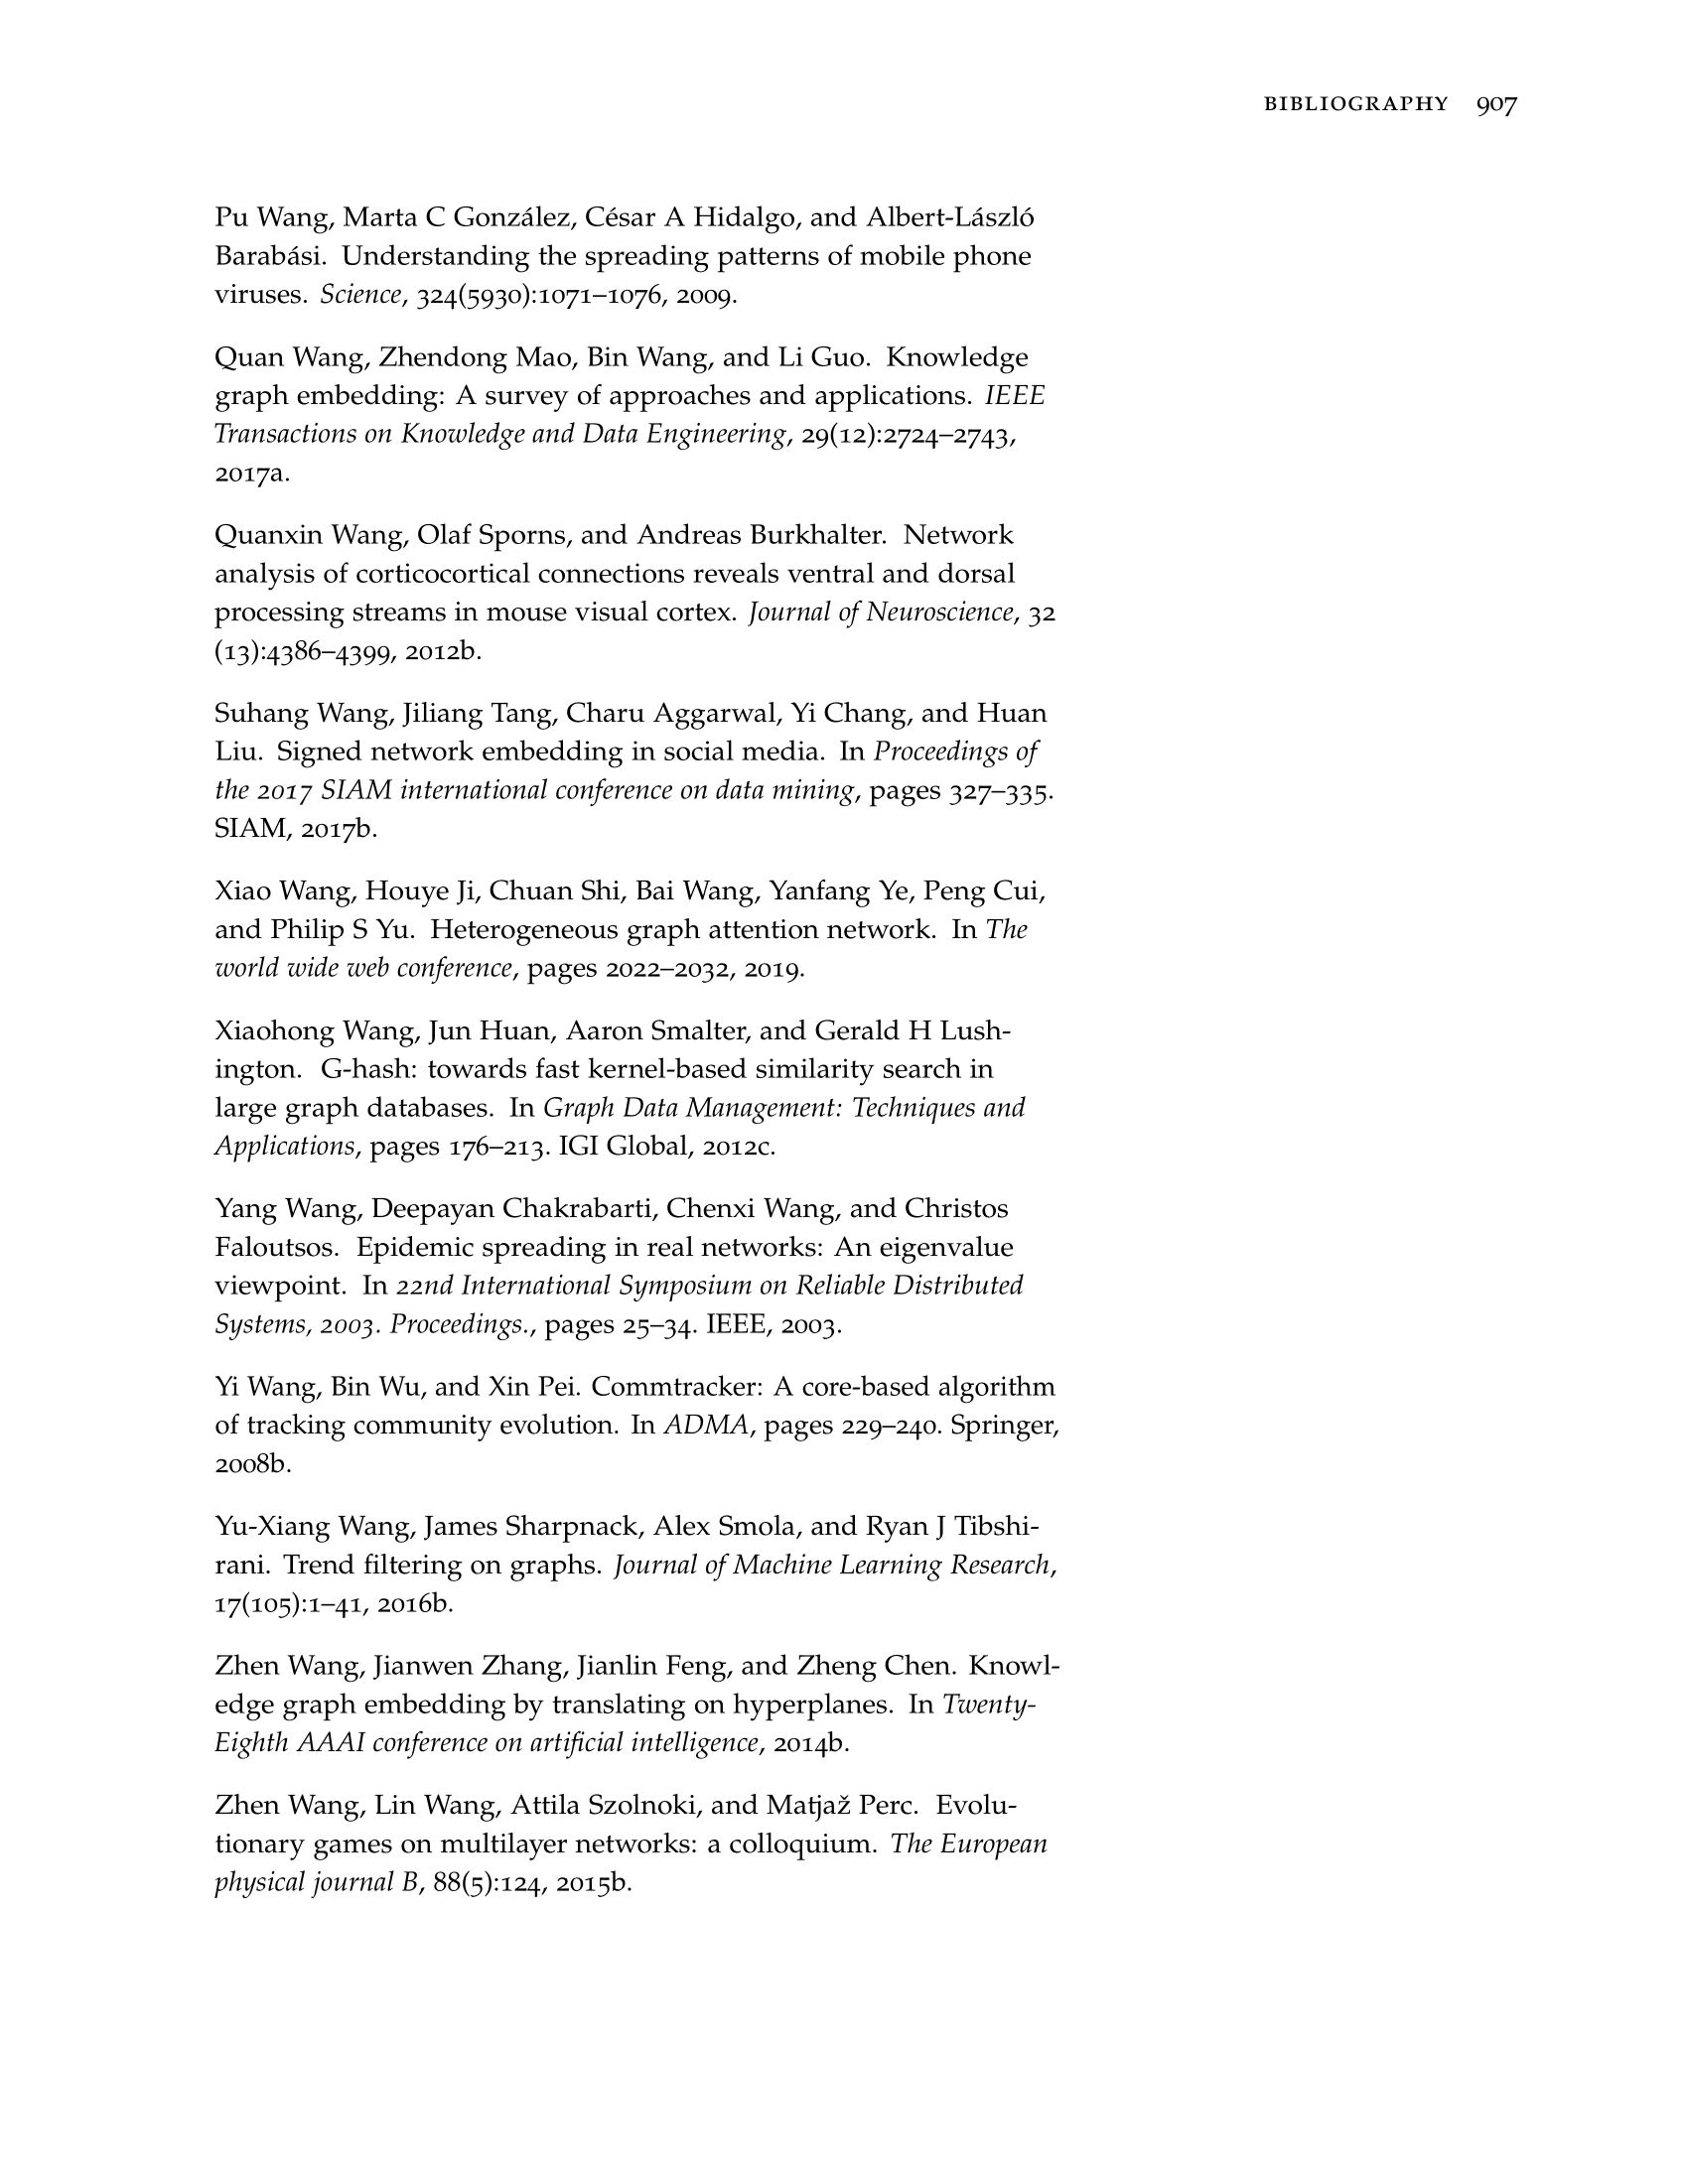 BIBLIOGRAPHY 907
Pu Wang, Marta C González, César A Hidalgo, and Albert-László
Barabási. Understanding the spreading patterns of mobile phone
viruses. Science, 324(5930):1071–1076, 2009.
Quan Wang, Zhendong Mao, Bin Wang, and Li Guo. Knowledge
graph embedding: A survey of approaches and applications. IEEE
Transactions on Knowledge and Data Engineering, 29(12):2724–2743,
2017a.
Quanxin Wang, Olaf Sporns, and Andreas Burkhalter. Network
analysis of corticocortical connections reveals ventral and dorsal
processing streams in mouse visual cortex. Journal of Neuroscience, 32
(13):4386–4399, 2012b.
Suhang Wang, Jiliang Tang, Charu Aggarwal, Yi Chang, and Huan
Liu. Signed network embedding in social media. In Proceedings of
the 2017 SIAM international conference on data mining, pages 327–335.
SIAM, 2017b.
Xiao Wang, Houye Ji, Chuan Shi, Bai Wang, Yanfang Ye, Peng Cui,
and Philip S Yu. Heterogeneous graph attention network. In The
world wide web conference, pages 2022–2032, 2019.
Xiaohong Wang, Jun Huan, Aaron Smalter, and Gerald H Lush-
ington. G-hash: towards fast kernel-based similarity search in
large graph databases. In Graph Data Management: Techniques and
Applications, pages 176–213. IGI Global, 2012c.
Yang Wang, Deepayan Chakrabarti, Chenxi Wang, and Christos
Faloutsos. Epidemic spreading in real networks: An eigenvalue
viewpoint. In 22nd International Symposium on Reliable Distributed
Systems, 2003. Proceedings., pages 25–34. IEEE, 2003.
Yi Wang, Bin Wu, and Xin Pei. Commtracker: A core-based algorithm
of tracking community evolution. In ADMA, pages 229–240. Springer,
2008b.
Yu-Xiang Wang, James Sharpnack, Alex Smola, and Ryan J Tibshi-
rani. Trend filtering on graphs. Journal of Machine Learning Research,
17(105):1–41, 2016b.
Zhen Wang, Jianwen Zhang, Jianlin Feng, and Zheng Chen. Knowl-
edge graph embedding by translating on hyperplanes. In Twenty-
Eighth AAAI conference on artificial intelligence, 2014b.
Zhen Wang, Lin Wang, Attila Szolnoki, and Matjaž Perc. Evolu-
tionary games on multilayer networks: a colloquium. The European
physical journal B, 88(5):124, 2015b.